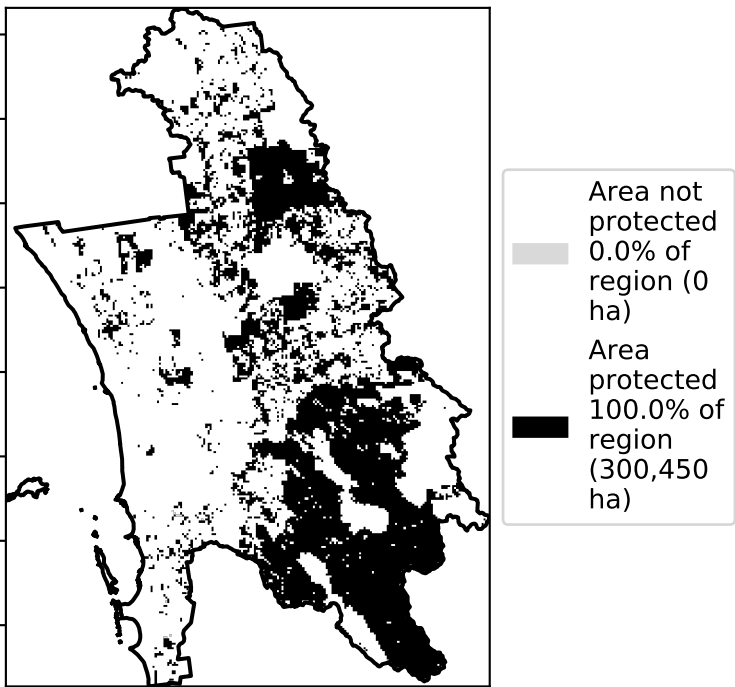 Area not
protected
0.0% of
region (0
ha)
Area
protected
100.0% of
region
(300,450
ha)